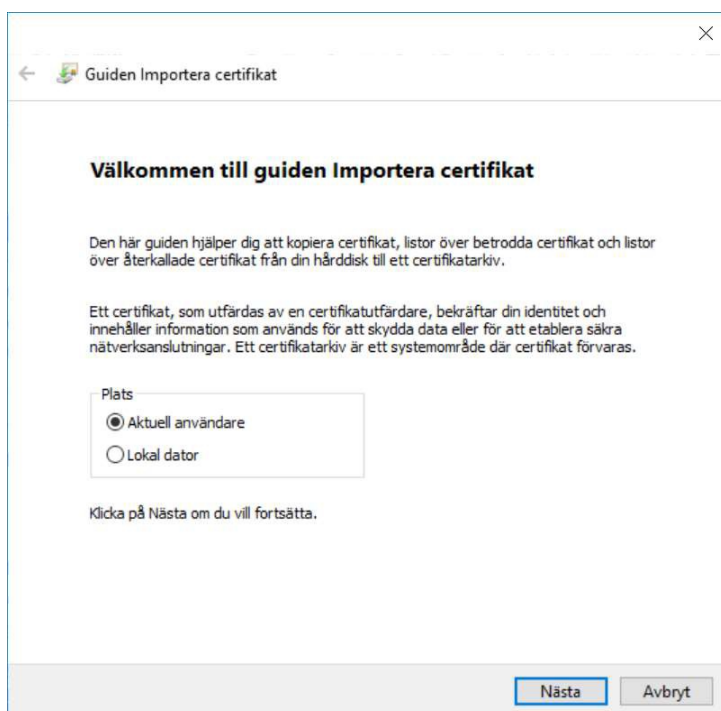 Guiden Importera certifikat
Välkommen till guiden Importera certifikat
Den här guiden hjälper dig att kopiera certifikat, listor över betrodda certifikat och listor
över återkallade certifikat från din hårddisk till ett certifikatarkiv.
Ett certifikat, som utfärdas av en certifikatutfärdare, bekräftar din identitet och
innehåller information som används för att skydda data eller för att etablera säkra
nätverksanslutningar. Ett certifikatarkiv är ett systemområde där certifikat förvaras.
Plats
Aktuell användare
Lokal dator
Klicka på Nästa om du vill fortsätta.
Nästa
Avbryt